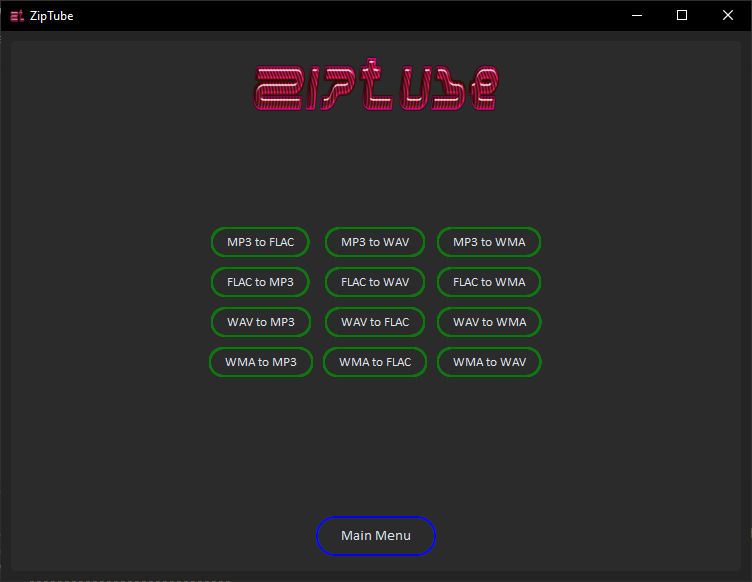 ZipTube
ZIPTUBE
MP3 to FLAC MP3 to WAV MP3 to WMA
FLAC to MP3 FLAC to WAV FLAC to WMA
WAV to MP3 WAV to FLAC WAV to WMA
WMA to MP3 WMA to FLAC WMA to WAV
Main Menu